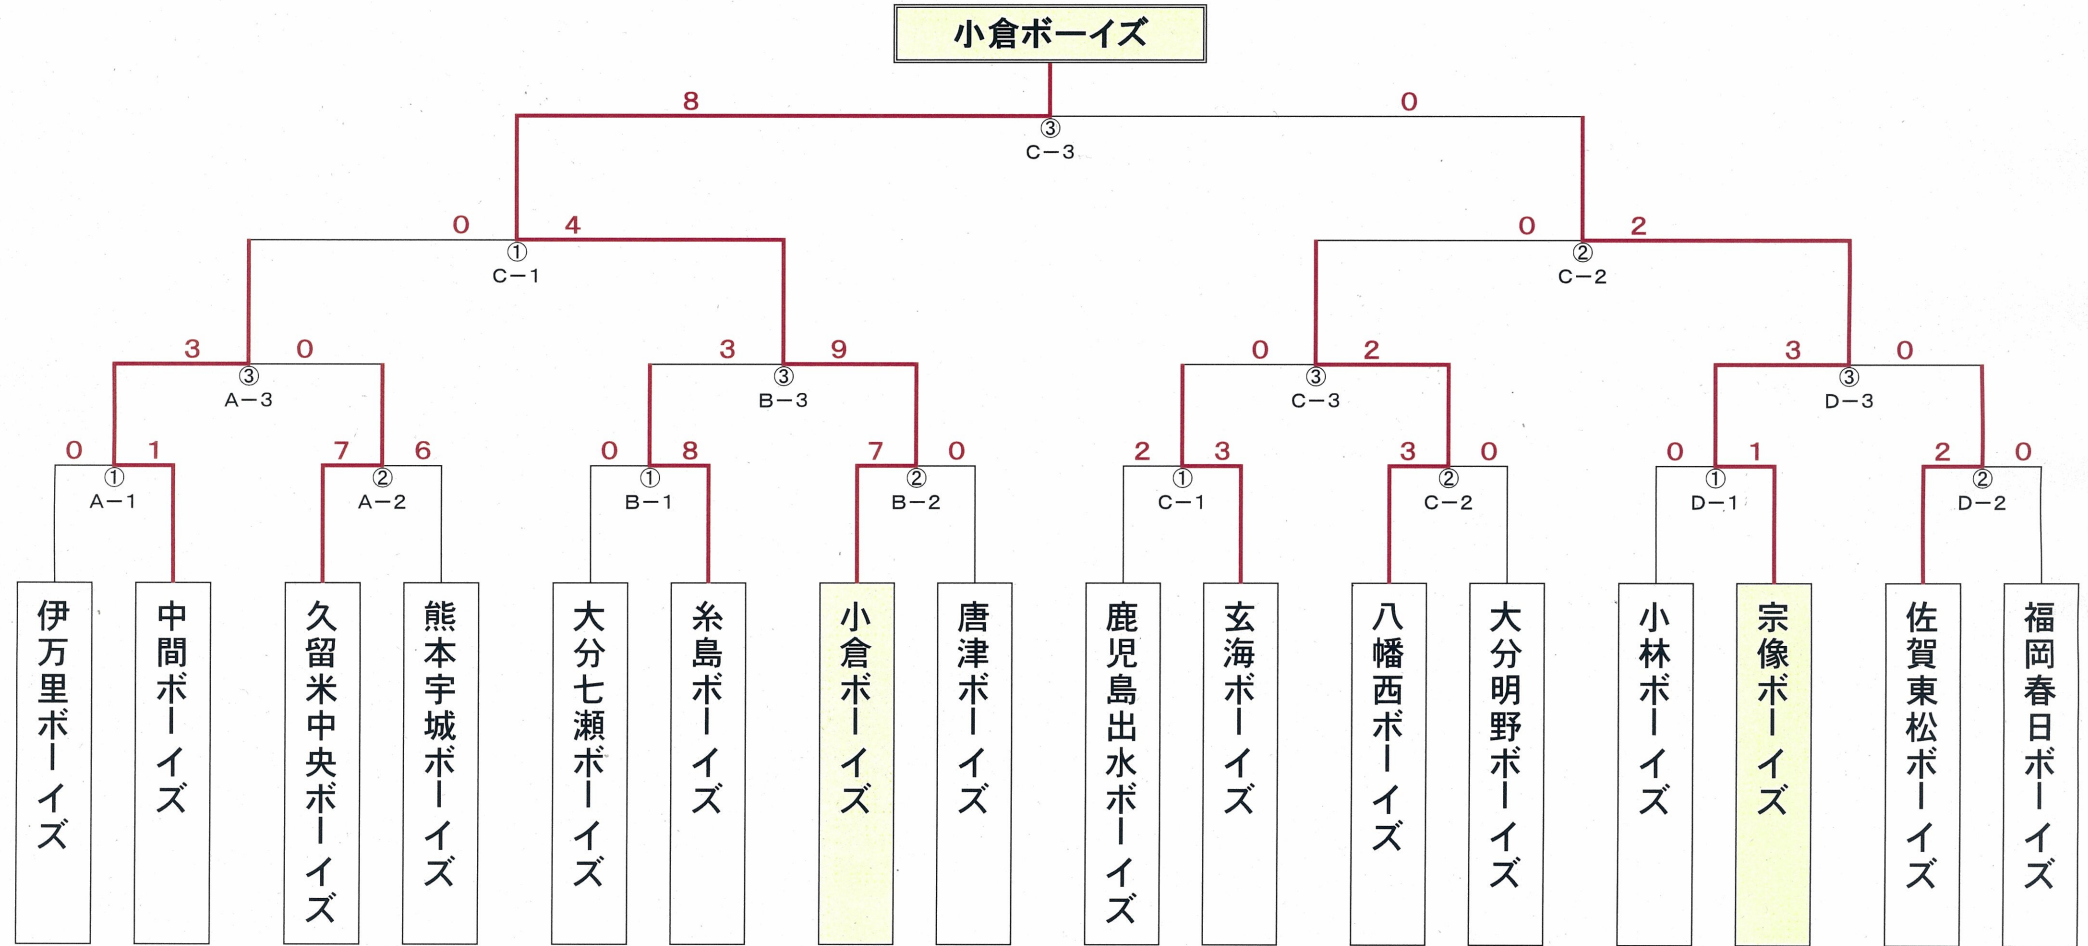 小倉ボーイズ
8 0
③
C-3
0 4 0 2
① ②
C-1 C-2
3 0 3 9 0 2 3 0
③ ③ ③ ③
A-3 B-3 C-3 D-3
0 1 7 6 0 8 7 0 2 3 3 0 0 1 2 0
① ② ① ② ① ② ① ②
A-1 A-2 B-1 B-2 C-1 C-2 D-1 D-2
伊万里ボーイズ
中間ボーイズ
久留米中央ボーイズ
熊本宇城ボーイズ
大分七瀬ボーイズ
糸島ボーイズ
小倉ボーイズ
唐津ボーイズ
鹿児島出水ボーイズ
玄海ボーイズ
八幡西ボーイズ
大分明野ボーイズ
小林ボーイズ
宗像ボーイズ
佐賀東松ボーイズ
福岡春日ボーイズ